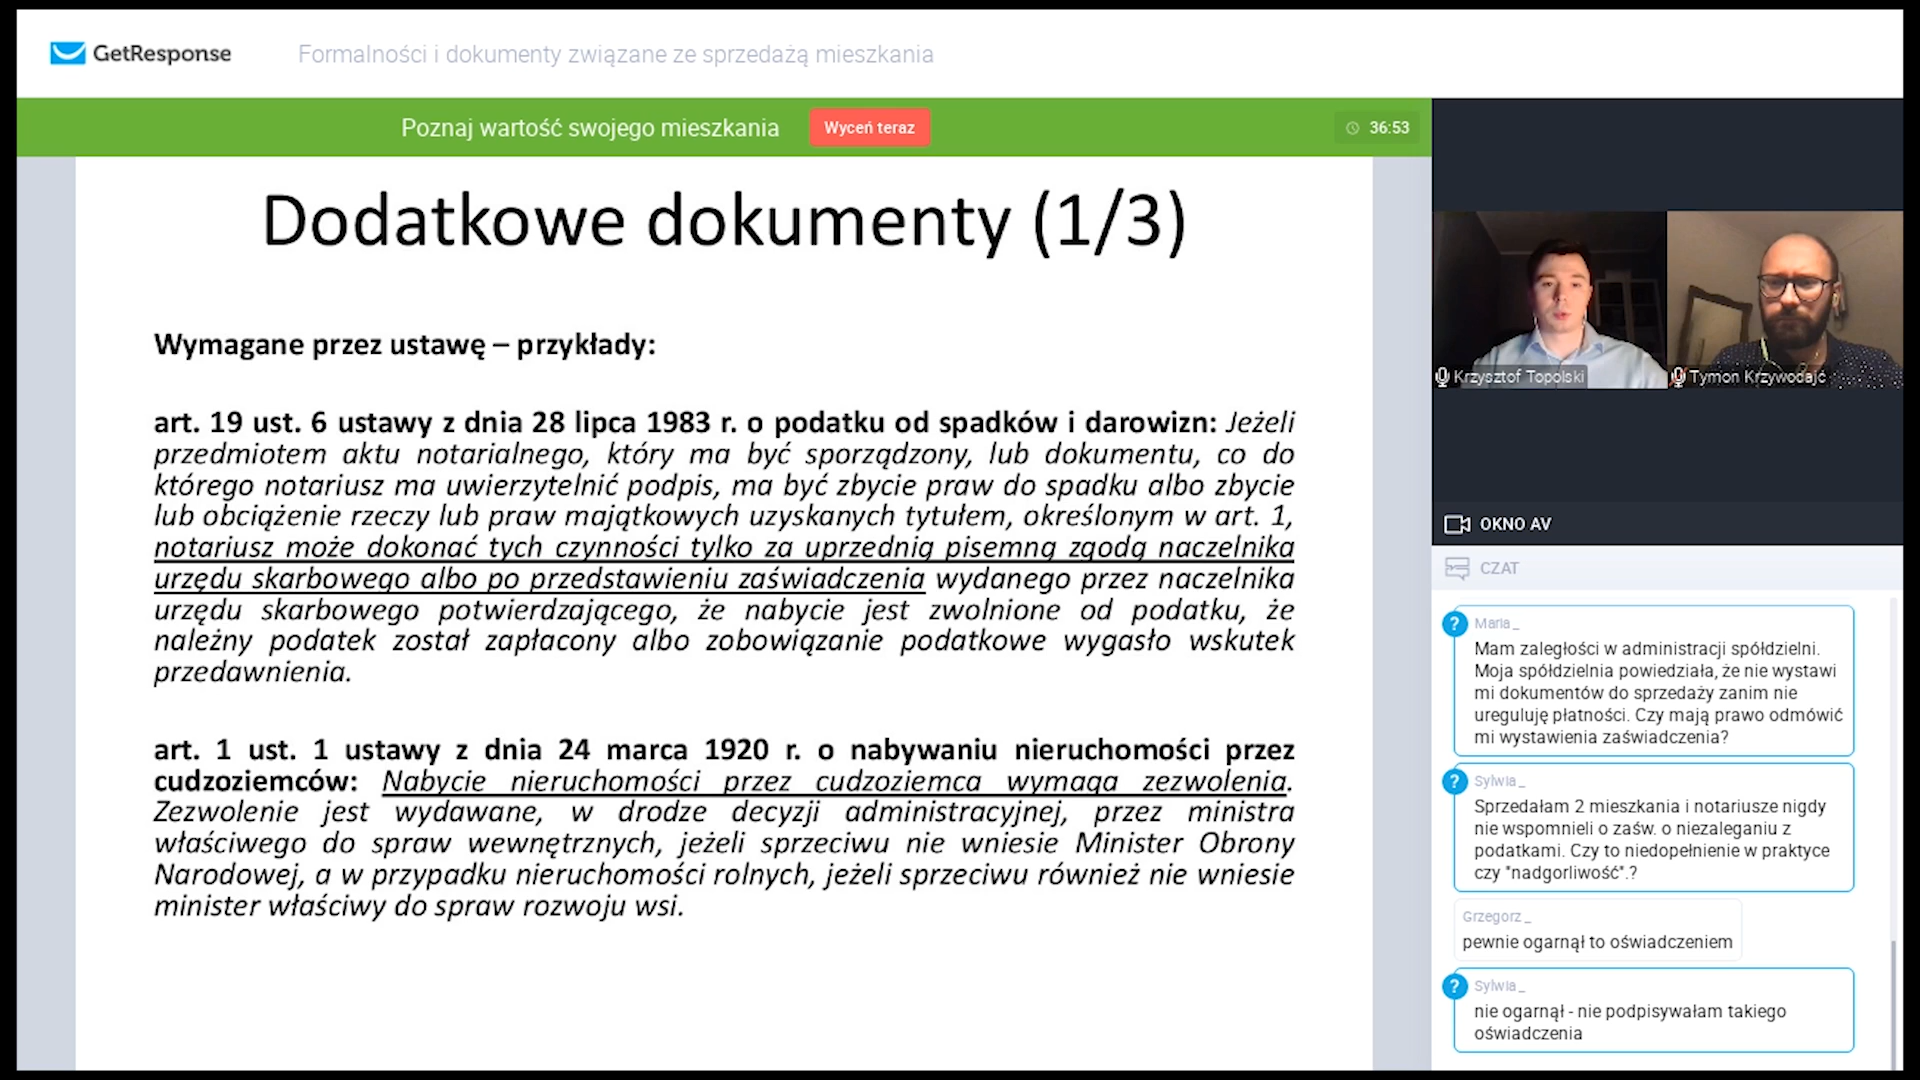 GetResponse
Formalności i dokumenty związane ze sprzedażą mieszkania
Poznaj wartość swojego mieszkania
Wyceń teraz
36:53
Dodatkowe dokumenty (1/3)
Wymagane przez ustawę – przykłady:
art. 19 ust. 6 ustawy z dnia 28 lipca 1983 r. o podatku od spadków i darowizn: Jeżeli
przedmiotem aktu notarialnego, który ma być sporządzony, lub dokumentu, co do
którego notariusz ma uwierzytelnić podpis, ma być zbycie praw do spadku albo zbycie
lub obciążenie rzeczy lub praw majątkowych uzyskanych tytułem, określonym w art. 1,
notariusz może dokonać tych czynności tylko za uprzednią pisemną zgodą naczelnika
urzędu skarbowego albo po przedstawieniu zaświadczenia wydanego przez naczelnika
urzędu skarbowego potwierdzającego, że nabycie jest zwolnione od podatku, że
należny podatek został zapłacony albo zobowiązanie podatkowe wygasło wskutek
przedawnienia.
art. 1 ust. 1 ustawy z dnia 24 marca 1920 r. o nabywaniu nieruchomości przez
cudzoziemców: Nabycie nieruchomości przez cudzoziemca wymaga zezwolenia.
Zezwolenie jest wydawane, w drodze decyzji administracyjnej, przez ministra
właściwego do spraw wewnętrznych, jeżeli sprzeciwu nie wniesie Minister Obrony
Narodowej, a w przypadku nieruchomości rolnych, jeżeli sprzeciwu również nie wniesie
minister właściwy do spraw rozwoju wsi.
Krzysztof Topolski
Tymon Krzywodajć
OKNO AV
CZAT
Maria_
Mam zaległości w administracji spółdzielni.
Moja spółdzielnia powiedziała, że nie wystawi
mi dokumentów do sprzedaży zanim nie
ureguluję płatności. Czy mają prawo odmówić
mi wystawienia zaświadczenia?
Sylwia_
Sprzedałam 2 mieszkania i notariusze nigdy
nie wspomnieli o zaśw. o niezaleganiu z
podatkami. Czy to niedopełnienie w praktyce
czy "nadgorliwość".?
Grzegorz_
pewnie ogarnął to oświadczeniem
Sylwia_
nie ogarnął - nie podpisywałam takiego
oświadczenia